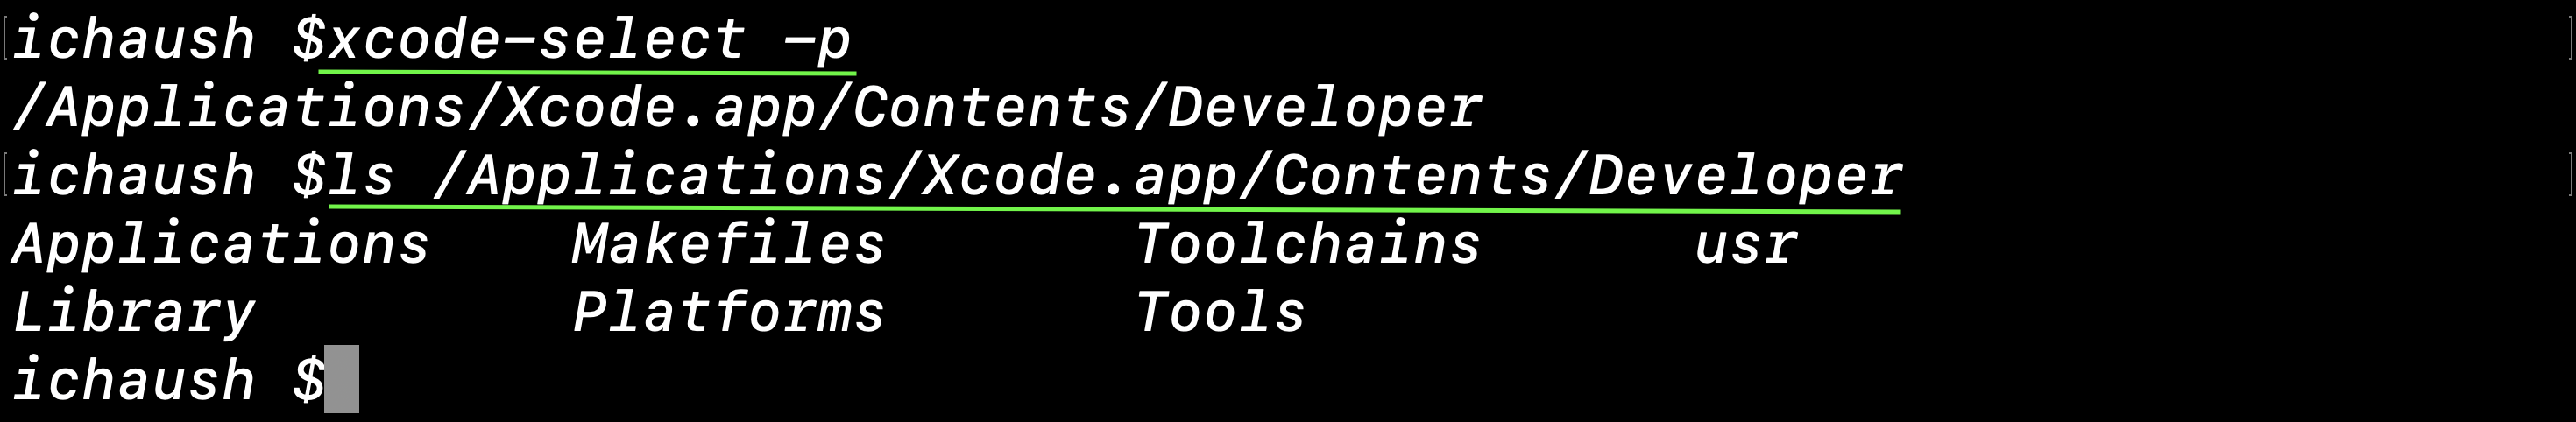 ichaush $xcode-select -p
/Applications/Xcode.app/Contents/Developer
ichaush $ls /Applications/Xcode.app/Contents/Developer
Applications Makefiles Toolchains usr
Library Platforms Tools
ichaush $